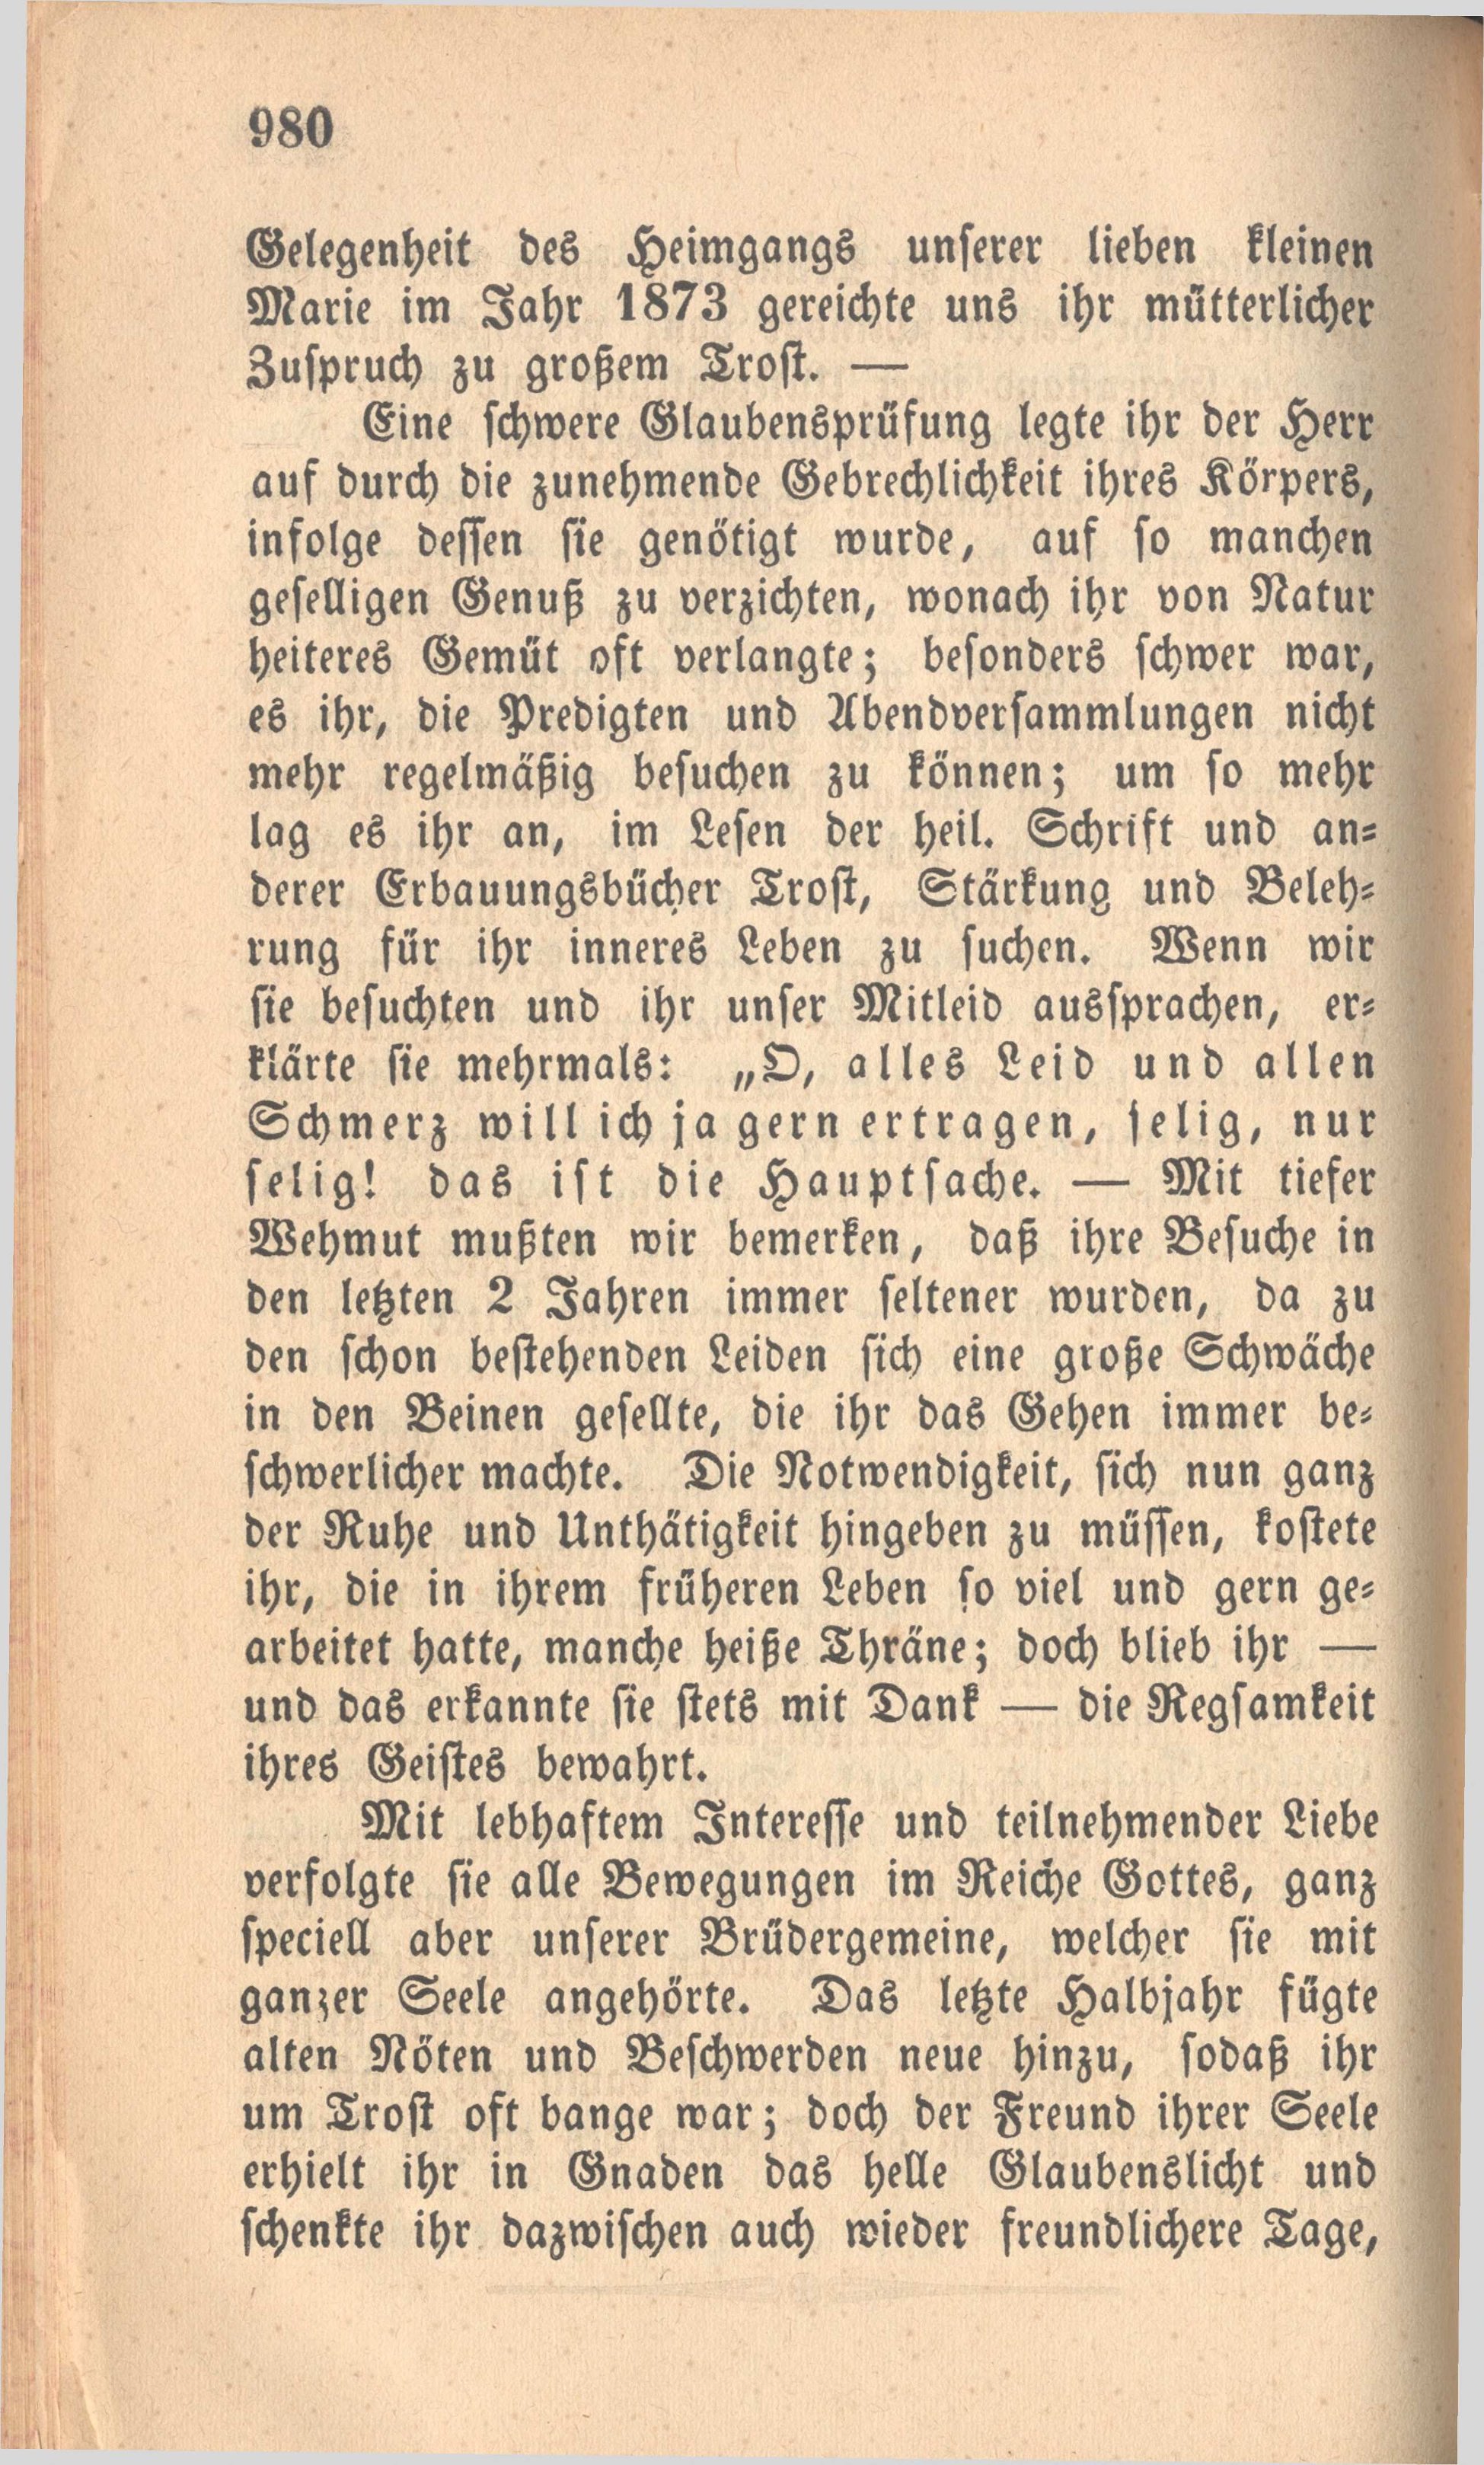 980
Gelegenheit des Heimgangs unserer lieben kleinen
Marie im Jahr 1873 gereichte uns ihr mütterlicher
Zuspruch zu großem Trost. —
Eine schwere Glaubensprüfung legte ihr der Herr
auf durch die zunehmende Gebrechlichkeit ihres Körpers,
infolge dessen sie genötigt wurde, auf so manchen
geselligen Genuß zu verzichten, wonach ihr von Natur
heiteres Gemüt oft verlangte; besonders schwer war,
es ihr, die Predigten und Abendversammlungen nicht
mehr regelmäßig besuchen zu können; um so mehr
lag es ihr an, im Lesen der heil. Schrift und an-
derer Erbauungsbücher Trost, Stärkung und Beleh-
rung für ihr inneres Leben zu suchen. Wenn wir
sie besuchten und ihr unser Mitleid aussprachen, er-
klärte sie mehrmals: „O, alles Leid und allen
Schmerz will ich ja gern ertragen, selig, nur
selig! das ist die Hauptsache. — Mit tiefer
Wehmut mußten wir bemerken, daß ihre Besuche in
den letzten 2 Jahren immer seltener wurden, da zu
den schon bestehenden Leiden sich eine große Schwäche
in den Beinen gesellte, die ihr das Gehen immer be-
schwerlicher machte. Die Notwendigkeit, sich nun ganz
der Ruhe und Unthätigkeit hingeben zu müssen, kostete
ihr, die in ihrem früheren Leben so viel und gern ge-
arbeitet hatte, manche heiße Thräne; doch blieb ihr —
und das erkannte sie stets mit Dank — die Regsamkeit
ihres Geistes bewahrt.
Mit lebhaftem Interesse und teilnehmender Liebe
verfolgte sie alle Bewegungen im Reiche Gottes, ganz
speciell aber unserer Brüdergemeine, welcher sie mit
ganzer Seele angehörte. Das letzte Halbjahr fügte
alten Nöten und Beschwerden neue hinzu, sodaß ihr
um Trost oft bange war; doch der Freund ihrer Seele
erhielt ihr in Gnaden das helle Glaubenslicht und
schenkte ihr dazwischen auch wieder freundlichere Tage,